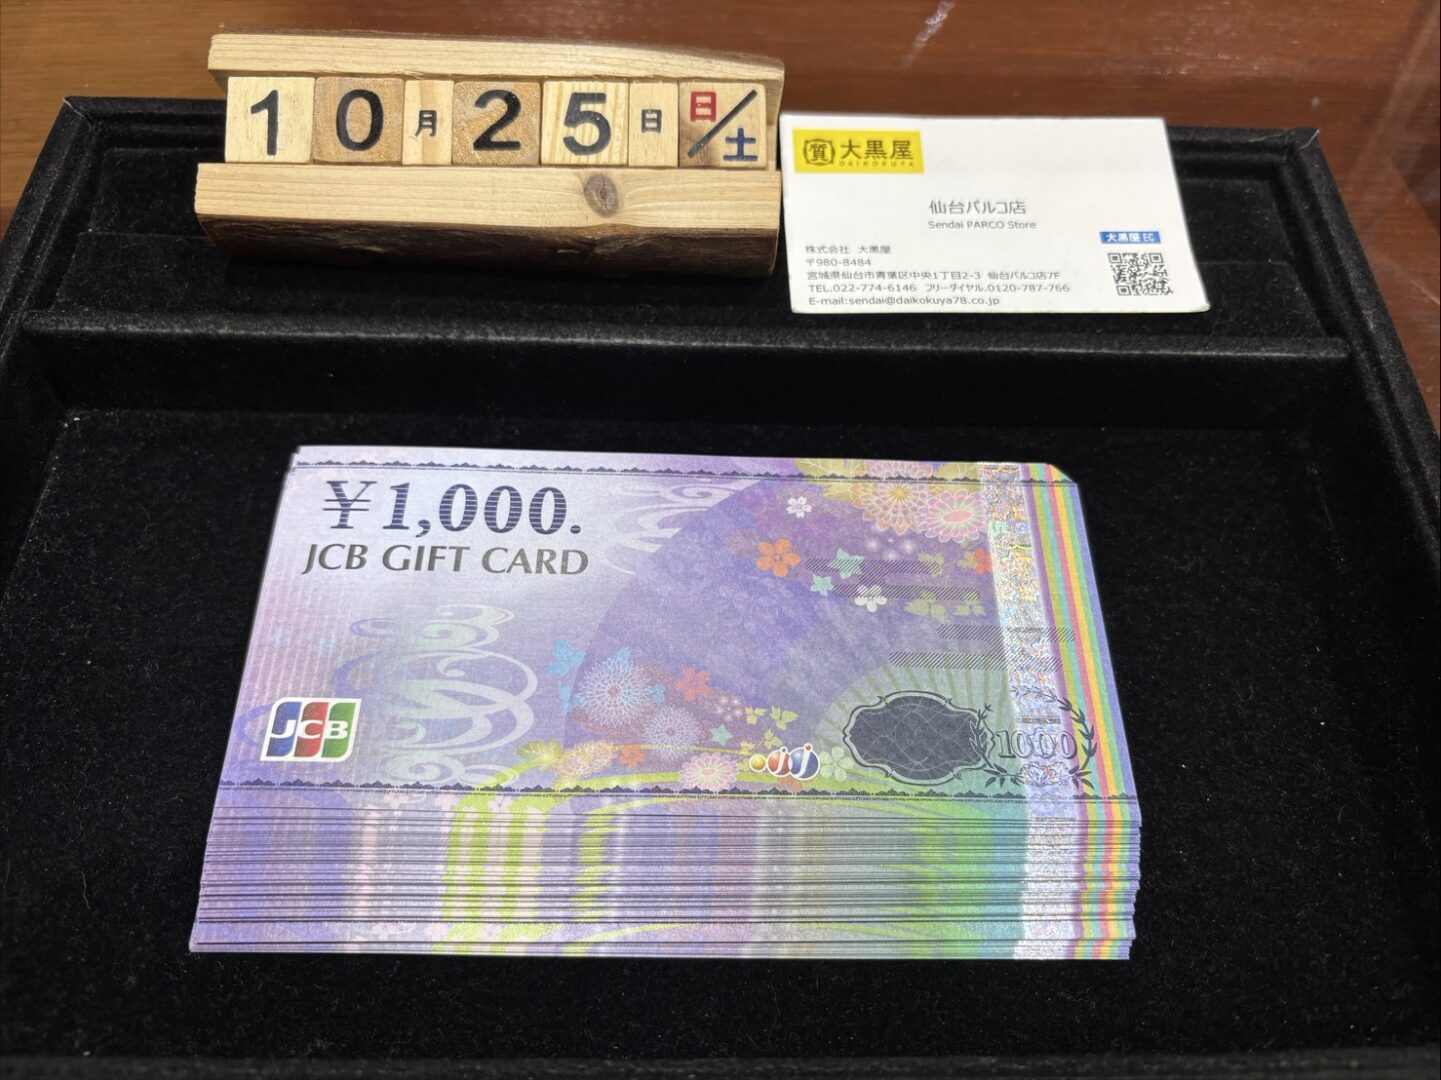 10月25日日/土
質 大黒屋
DAIKOKUYA
仙台パルコ店
Sendai PARCO Store
大黒屋 EC
株式会社 大黒屋
〒980-8484
宮城県仙台市青葉区中央1丁目2-3 仙台パルコ店7F
TEL.022-774-6146 フリーダイヤル.0120-787-766
E-mail:sendai@daikokuya78.co.jp
¥1,000.
JCB GIFT CARD
JCB
1000